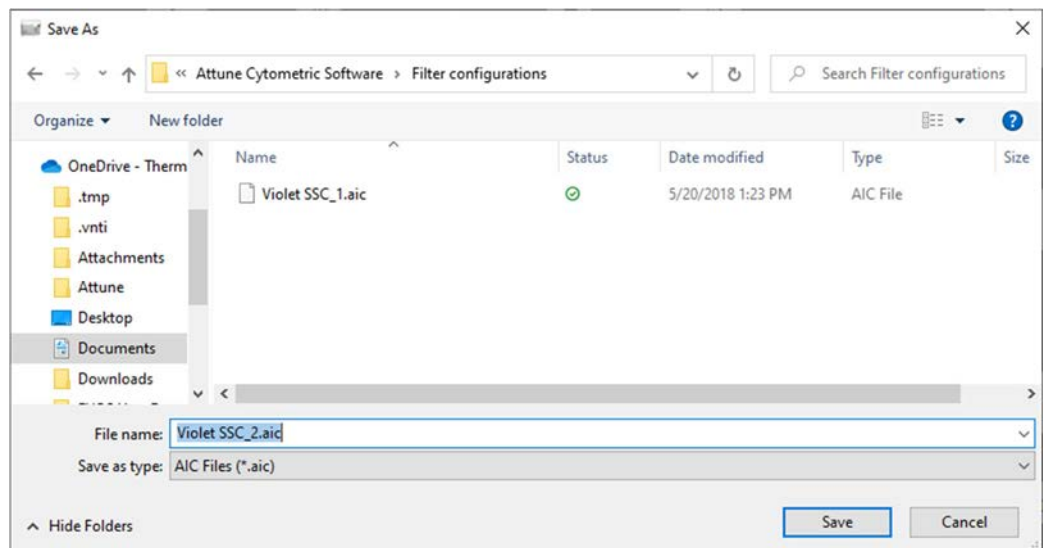 Save As
« Attune Cytometric Software › Filter configurations
Search Filter configurations
Organize
New folder
Name
Status
Date modified
Type
Size
OneDrive - Therm
.tmp
.vnti
Attachments
Attune
Desktop
Documents
Downloads
Violet SSC_1.aic
5/20/2018 1:23 PM
AIC File
File name: Violet SSC_2.aic
Save as type: AIC Files (*.aic)
Hide Folders
Save
Cancel